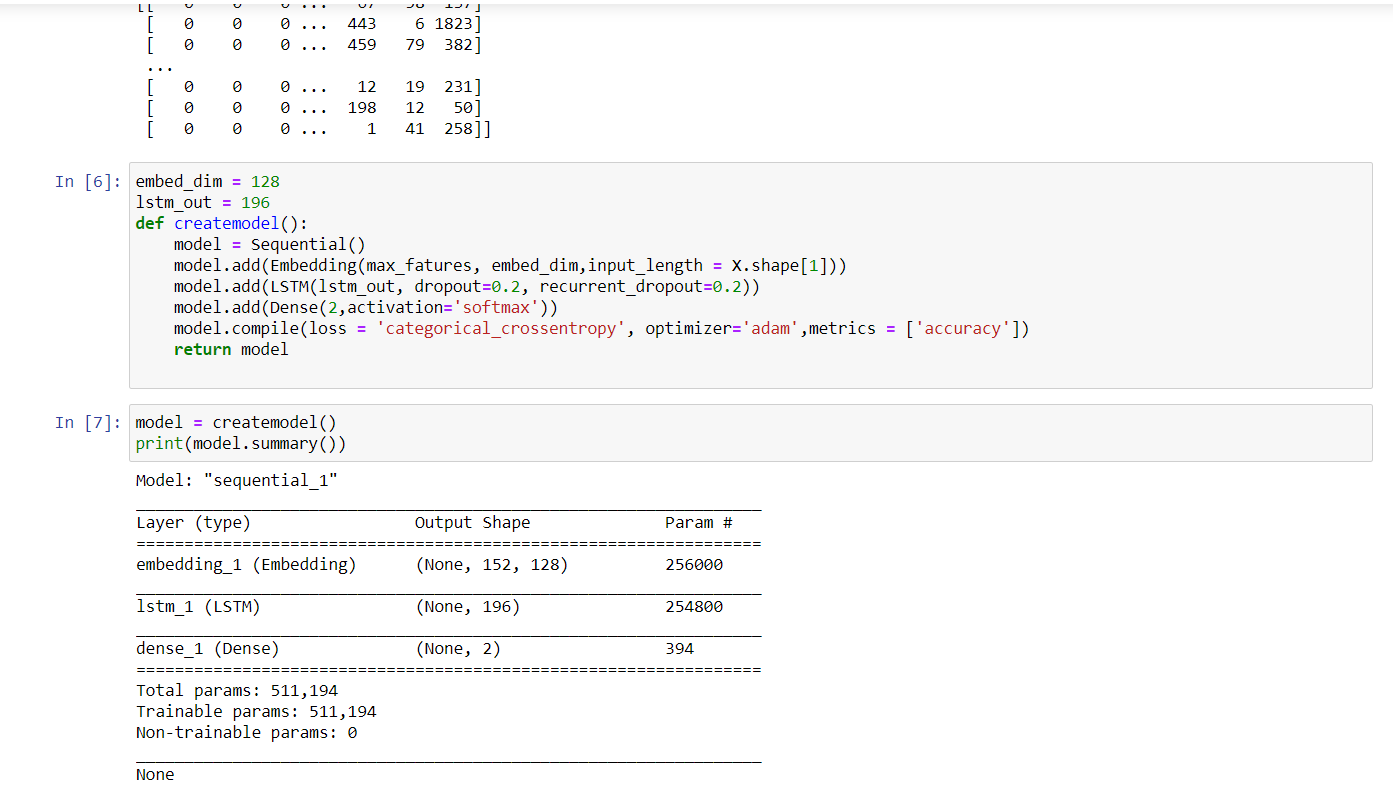 [[ 0 0 0 ... 67 98 157]
[ 0 0 0 ... 443 6 1823]
[ 0 0 0 ... 459 79 382]
...
[ 0 0 0 ... 12 19 231]
[ 0 0 0 ... 198 12 50]
[ 0 0 0 ... 1 41 258]]
In [6]: embed_dim = 128
lstm_out = 196
def createmodel():
    model = Sequential()
    model.add(Embedding(max_fatures, embed_dim,input_length = X.shape[1]))
    model.add(LSTM(lstm_out, dropout=0.2, recurrent_dropout=0.2))
    model.add(Dense(2,activation='softmax'))
    model.compile(loss = 'categorical_crossentropy', optimizer='adam',metrics = ['accuracy'])
    return model
In [7]: model = createmodel()
print(model.summary())
Model: "sequential_1"
_________________________________________________________________
Layer (type)                 Output Shape              Param #
=================================================================
embedding_1 (Embedding)      (None, 152, 128)          256000
_________________________________________________________________
lstm_1 (LSTM)                (None, 196)               254800
_________________________________________________________________
dense_1 (Dense)              (None, 2)                 394
=================================================================
Total params: 511,194
Trainable params: 511,194
Non-trainable params: 0
_________________________________________________________________
None